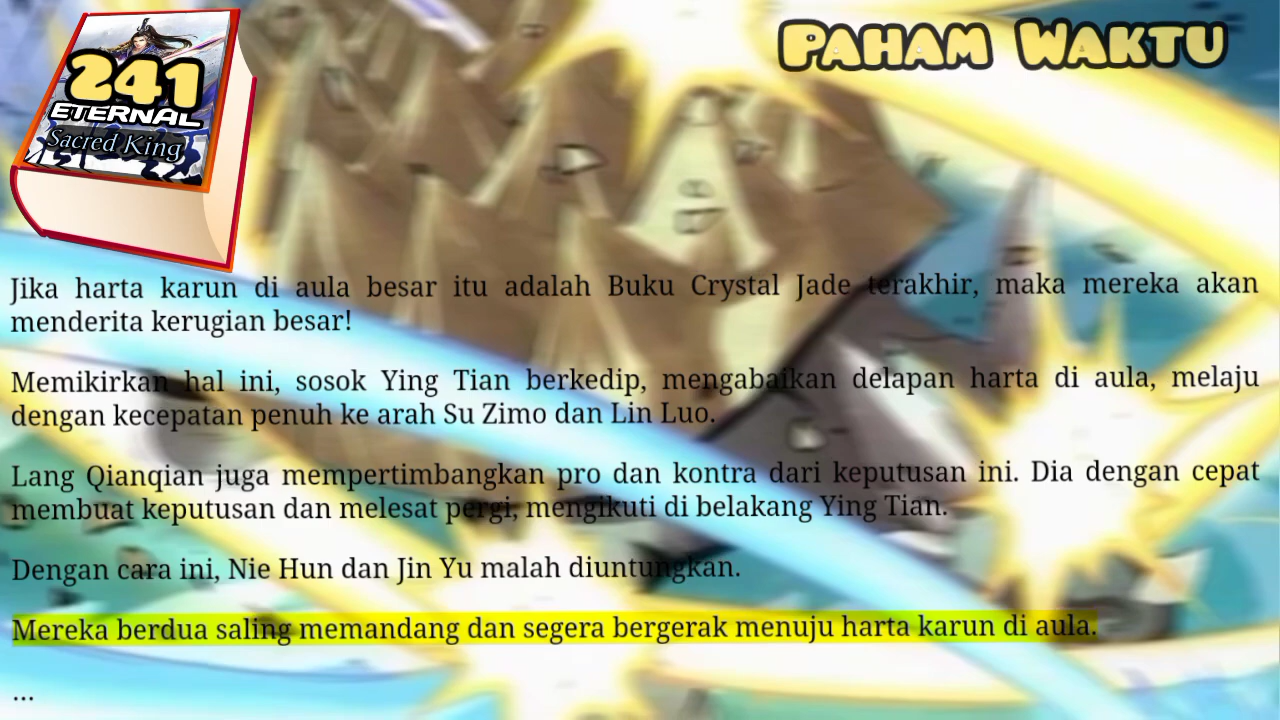 241
ETERNAL
Sacred King
PAHAM WAKTU
Jika harta karun di aula besar itu adalah Buku Crystal Jade terakhir, maka mereka akan
menderita kerugian besar!
Memikirkan hal ini, sosok Ying Tian berkedip, mengabaikan delapan harta di aula, melaju
dengan kecepatan penuh ke arah Su Zimo dan Lin Luo.
Lang Qianqian juga mempertimbangkan pro dan kontra dari keputusan ini. Dia dengan cepat
membuat keputusan dan melesat pergi, mengikuti di belakang Ying Tian.
Dengan cara ini, Nie Hun dan Jin Yu malah diuntungkan.
Mereka berdua saling memandang dan segera bergerak menuju harta karun di aula.
...